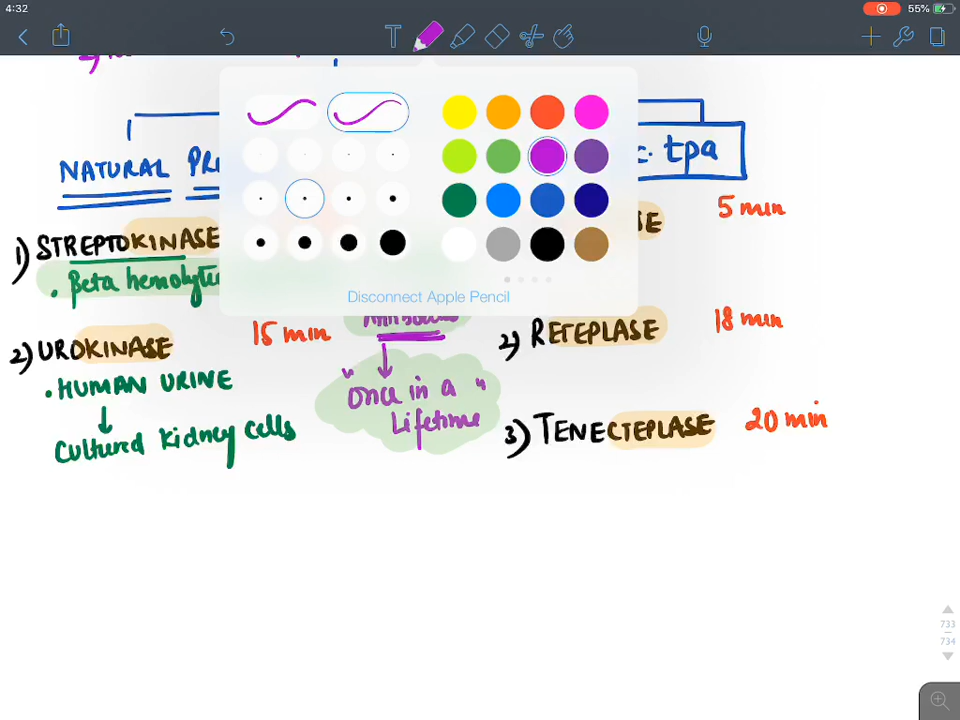 4:32
55%
T
NATURAL
c. tpa
5 min
1) STREPTOKINASE
• Beta hemolytic
2) UROKINASE 15 min
• HUMAN URINE
↓
Cultured Kidney cells
Disconnect Apple Pencil
↓
"Once in a "
Lifetime
2) RETEPLASE 18 min
3) TENECTEPLASE 20 min
733
734